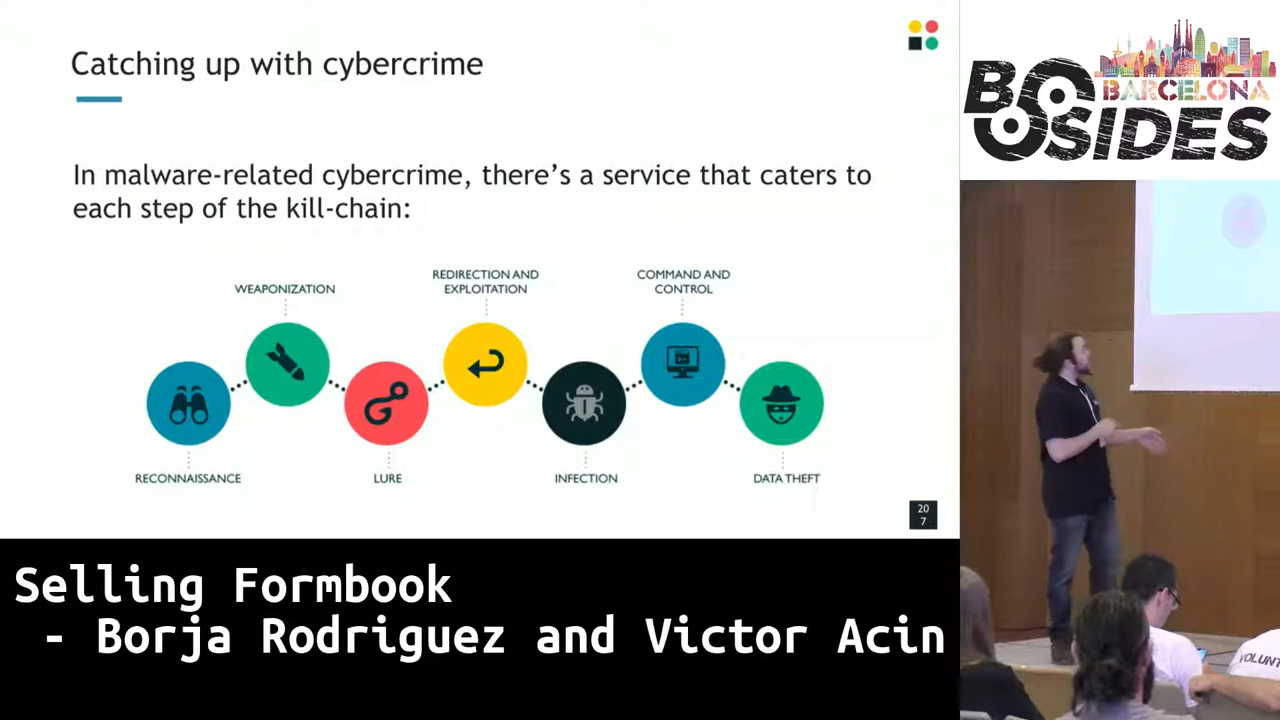 Catching up with cybercrime
In malware-related cybercrime, there's a service that caters to
each step of the kill-chain:
WEAPONIZATION
REDIRECTION AND
EXPLOITATION
COMMAND AND
CONTROL
RECONNAISSANCE
LURE
INFECTION
DATA THEFT
20
7
BARCELONA
BSIDES
VOLUNT
Selling Formbook
- Borja Rodriguez and Victor Acin